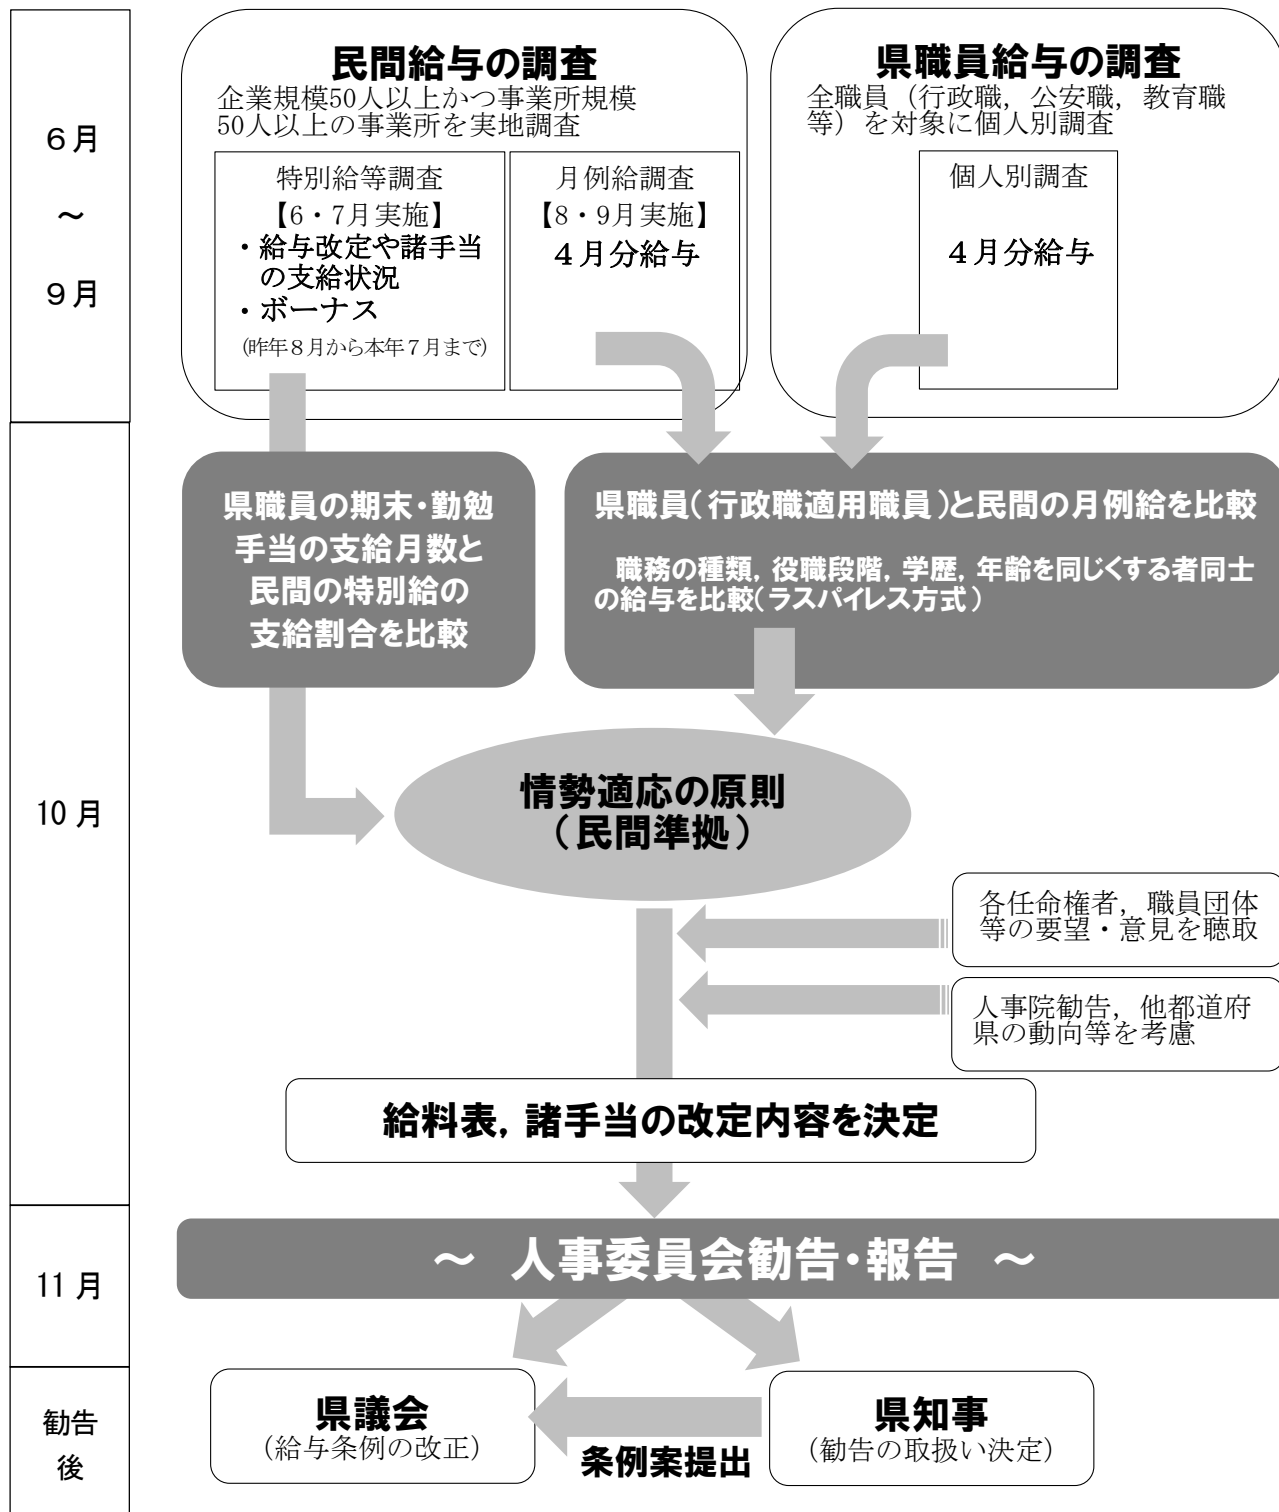 ６月
～
９月
民間給与の調査
企業規模50人以上かつ事業所規模
50人以上の事業所を実地調査
特別給等調査
【6・7月実施】
・給与改定や諸手当
の支給状況
・ボーナス
(昨年８月から本年７月まで)
月例給調査
【8・9月実施】
４月分給与
県職員給与の調査
全職員（行政職，公安職，教育職
等）を対象に個人別調査
個人別調査
４月分給与
10 月
県職員の期末・勤勉
手当の支給月数と
民間の特別給の
支給割合を比較
県職員（行政職適用職員）と民間の月例給を比較
職務の種類，役職段階，学歴，年齢を同じくする者同士
の給与を比較（ラスパイレス方式）
情勢適応の原則
（民間準拠）
各任命権者，職員団体
等の要望・意見を聴取
人事院勧告，他都道府
県の動向等を考慮
給料表，諸手当の改定内容を決定
11 月
～ 人事委員会勧告・報告 ～
勧告
後
県議会
（給与条例の改正）
条例案提出
県知事
（勧告の取扱い決定）